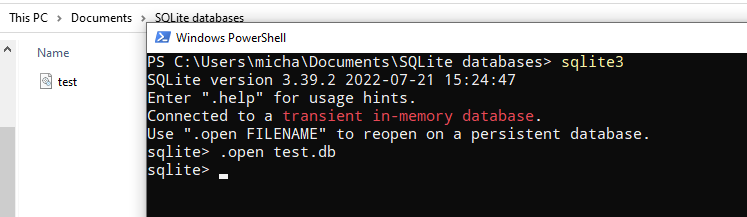 This PC > Documents > SQLite databases
Name
test
Windows PowerShell
PS C:\Users\micha\Documents\SQLite databases> sqlite3
SQLite version 3.39.2 2022-07-21 15:24:47
Enter ".help" for usage hints.
Connected to a transient in-memory database.
Use ".open FILENAME" to reopen on a persistent database.
sqlite> .open test.db
sqlite>